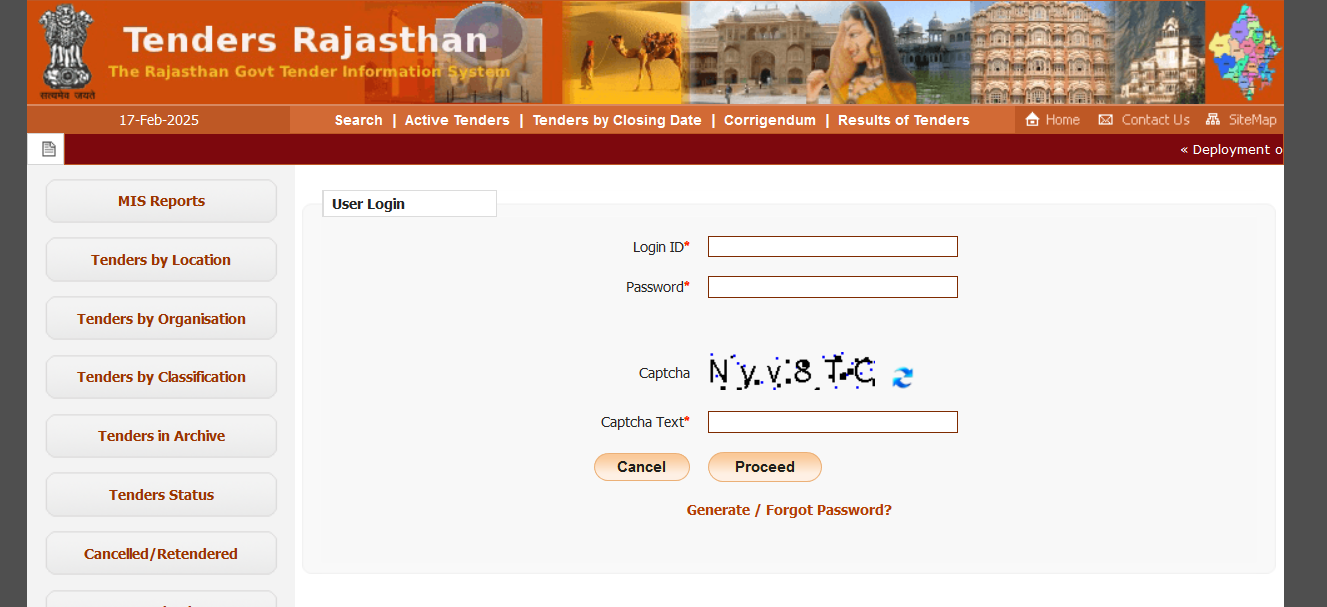 Tenders Rajasthan
The Rajasthan Govt Tender Information System
सत्यमेव जयते
17-Feb-2025
Search | Active Tenders | Tenders by Closing Date | Corrigendum | Results of Tenders
Home Contact Us SiteMap
« Deployment o
MIS Reports
Tenders by Location
Tenders by Organisation
Tenders by Classification
Tenders in Archive
Tenders Status
Cancelled/Retendered
User Login
Login ID*
Password*
Captcha Nyv8TC
Captcha Text*
Cancel Proceed
Generate / Forgot Password?